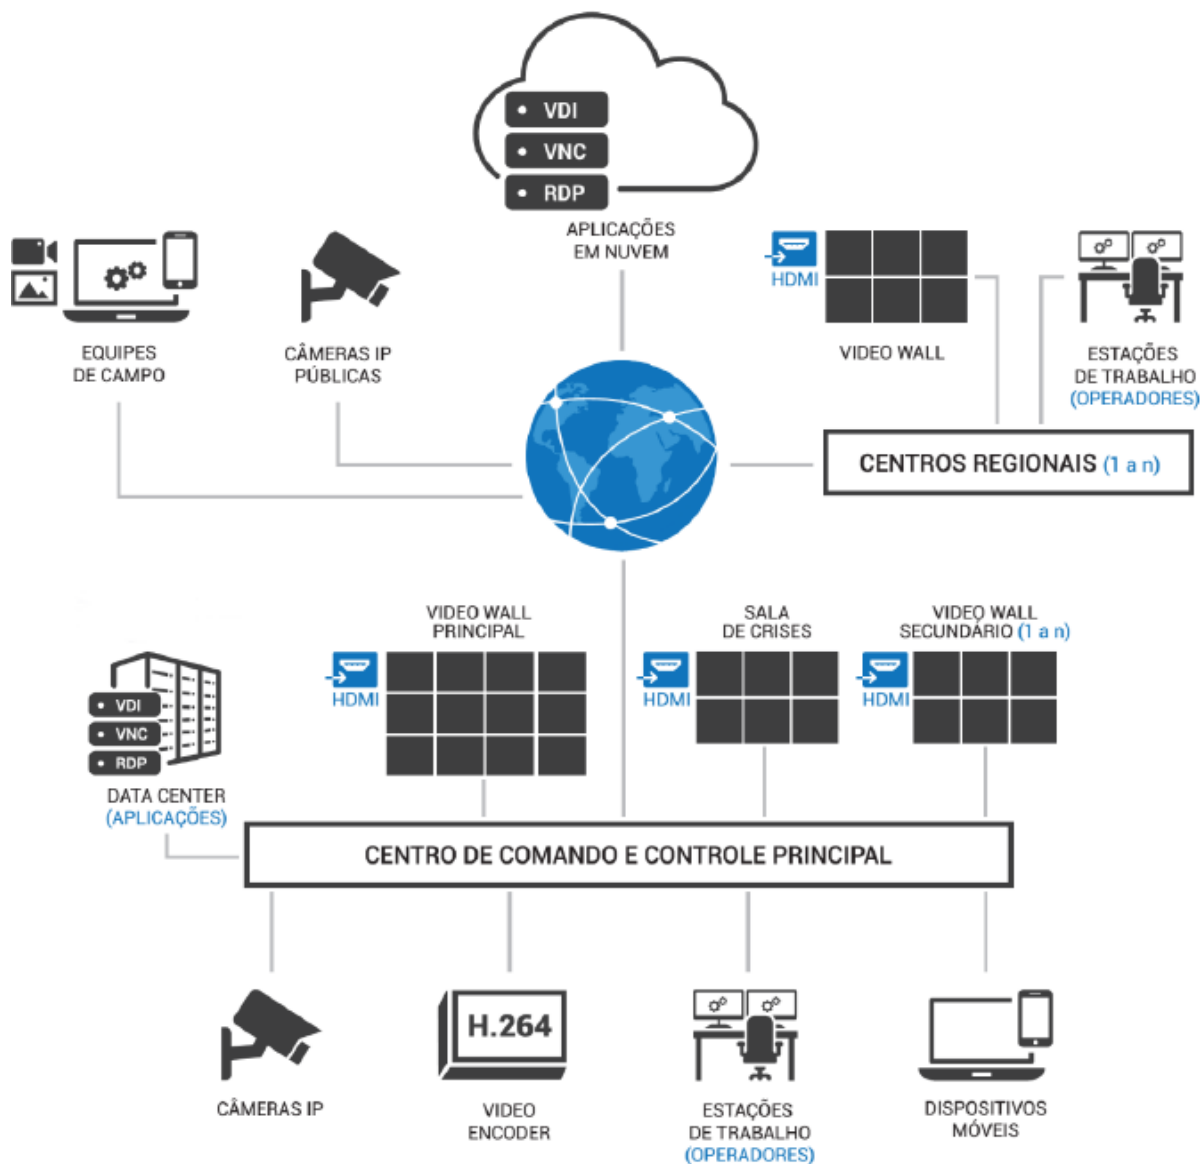 VDI
VNC
RDP
APLICAÇÕES
EM NUVEM
HDMI
EQUIPES
DE CAMPO
CÂMERAS IP
PÚBLICAS
VIDEO WALL
ESTAÇÕES
DE TRABALHO
(OPERADORES)
CENTROS REGIONAIS (1 a n)
VIDEO WALL
PRINCIPAL
HDMI
SALA
DE CRISES
HDMI
VIDEO WALL
SECUNDÁRIO (1 a n)
HDMI
VDI
VNC
RDP
DATA CENTER
(APLICAÇÕES)
CENTRO DE COMANDO E CONTROLE PRINCIPAL
CÂMERAS IP
H.264
VIDEO
ENCODER
ESTAÇÕES
DE TRABALHO
(OPERADORES)
DISPOSITIVOS
MÓVEIS